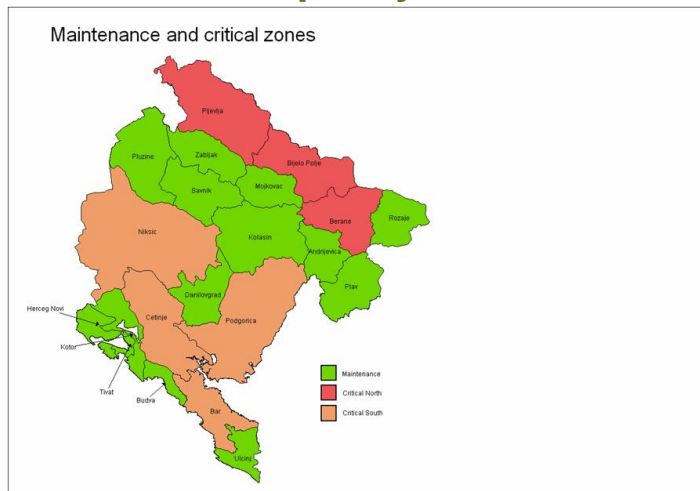 Maintenance and critical zones
Pljevlja
Pluzine
Zabljak
Bijelo Polje
Savnik
Mojkovac
Niksic
Kolasin
Berane
Rozaje
Andrijevica
Plav
Danilovgrad
Herceg Novi
Cetinje
Podgorica
Kotor
Tivat
Budva
Bar
Ulcinj
Maintenance
Critical North
Critical South